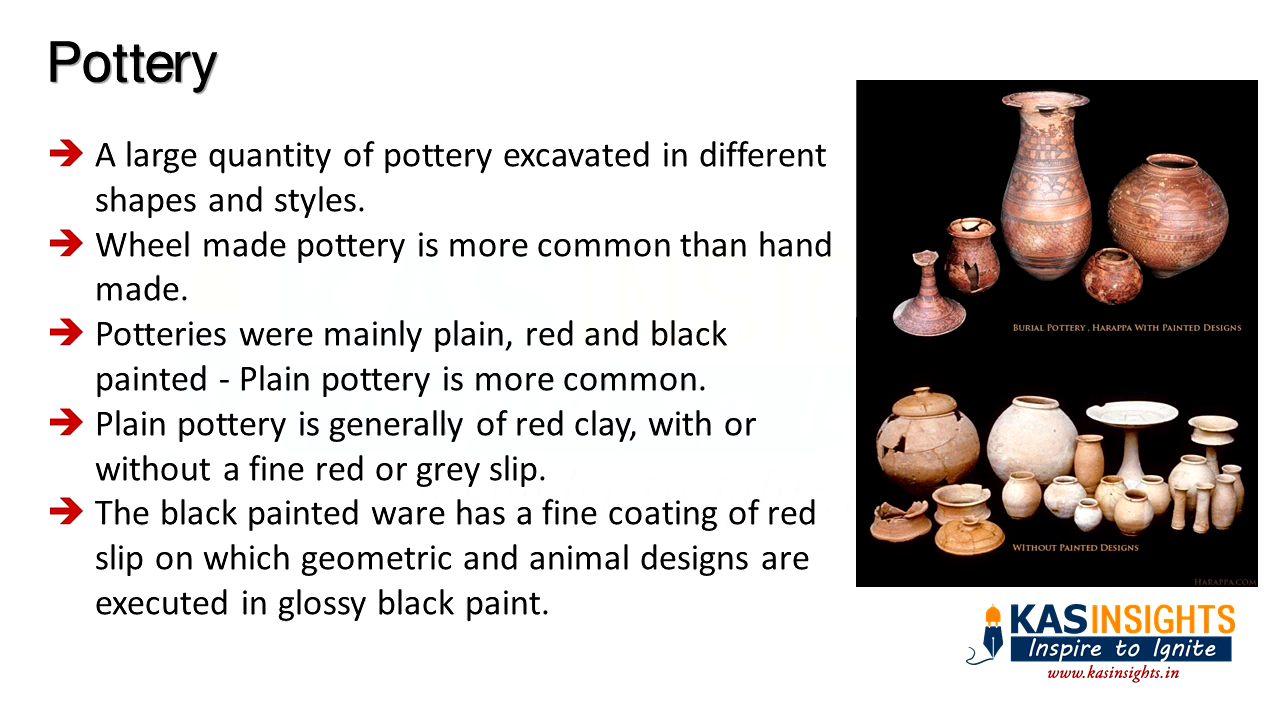 Pottery
➔ A large quantity of pottery excavated in different
shapes and styles.
➔ Wheel made pottery is more common than hand
made.
➔ Potteries were mainly plain, red and black
painted - Plain pottery is more common.
➔ Plain pottery is generally of red clay, with or
without a fine red or grey slip.
➔ The black painted ware has a fine coating of red
slip on which geometric and animal designs are
executed in glossy black paint.
Burial Pottery , Harappa With Painted Designs
WIthout Painted Designs
Harappa.com
KASINSIGHTS
Inspire to Ignite
www.kasinsights.in